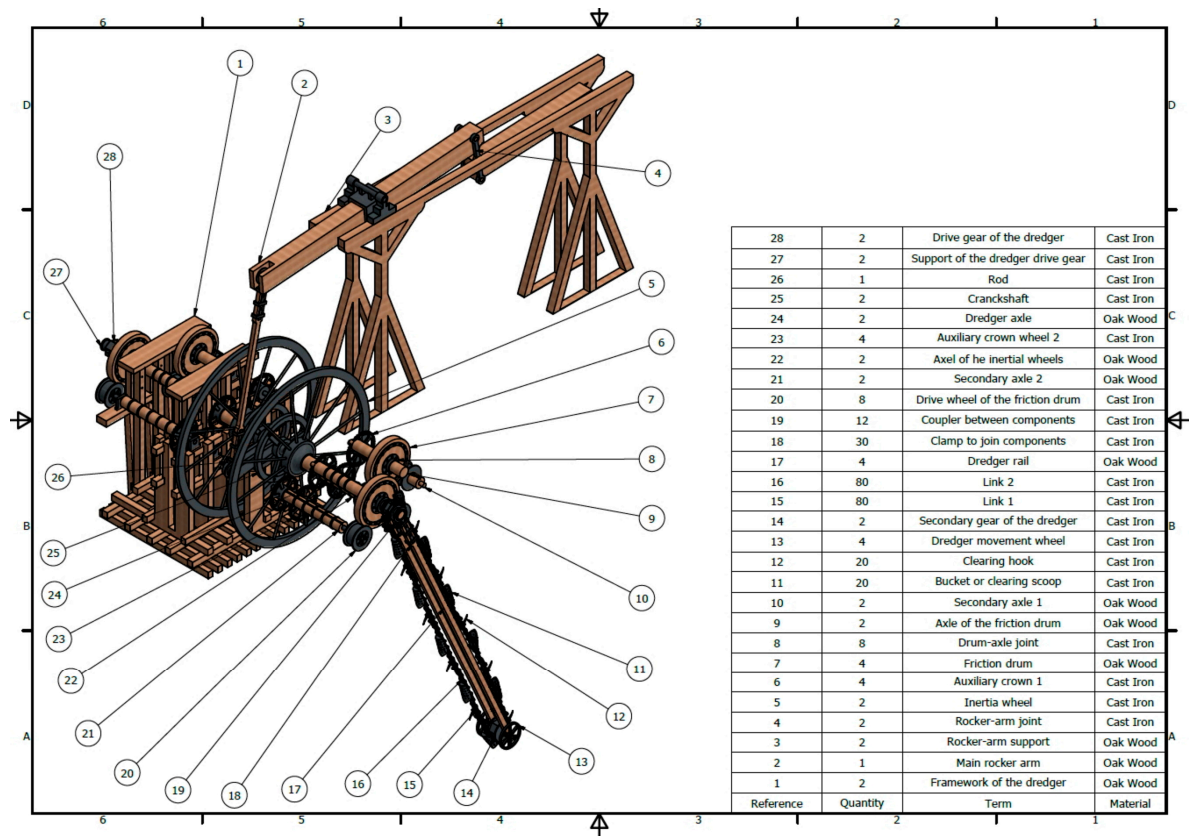 6 5 4 3 2 1
D D
C C
B B
A A
6 5 4 3 2 1
1
2
3
4
5
6
7
8
9
10
11
12
13
14
15
16
17
18
19
20
21
22
23
24
25
26
27
28
28 2 Drive gear of the dredger Cast Iron
27 2 Support of the dredger drive gear Cast Iron
26 1 Rod Cast Iron
25 2 Cranckshaft Cast Iron
24 2 Dredger axle Oak Wood
23 4 Auxiliary crown wheel 2 Cast Iron
22 2 Axel of he inertial wheels Oak Wood
21 2 Secondary axle 2 Oak Wood
20 8 Drive wheel of the friction drum Cast Iron
19 12 Coupler between components Cast Iron
18 30 Clamp to join components Cast Iron
17 4 Dredger rail Oak Wood
16 80 Link 2 Cast Iron
15 80 Link 1 Cast Iron
14 2 Secondary gear of the dredger Cast Iron
13 4 Dredger movement wheel Cast Iron
12 20 Clearing hook Cast Iron
11 20 Bucket or clearing scoop Cast Iron
10 2 Secondary axle 1 Oak Wood
9 2 Axle of the friction drum Oak Wood
8 8 Drum-axle joint Cast Iron
7 4 Friction drum Oak Wood
6 4 Auxiliary crown 1 Cast Iron
5 2 Inertia wheel Cast Iron
4 2 Rocker-arm joint Cast Iron
3 2 Rocker-arm support Oak Wood
2 1 Main rocker arm Oak Wood
1 2 Framework of the dredger Oak Wood
Reference Quantity Term Material